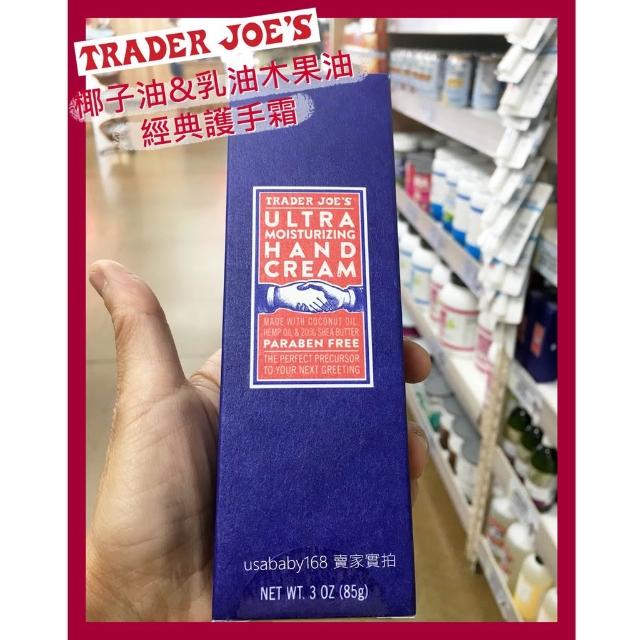 TRADER JOE'S
椰子油&乳油木果油
經典護手霜
TRADER JOE'S
ULTRA
MOISTURIZING
HAND
CREAM
MADE WITH COCONUT OIL,
HEMP OIL & 20% SHEA BUTTER
PARABEN FREE
THE PERFECT PRECURSOR
TO YOUR NEXT GREETING
usababy168 賣家實拍
NET WT. 3 OZ (85g)